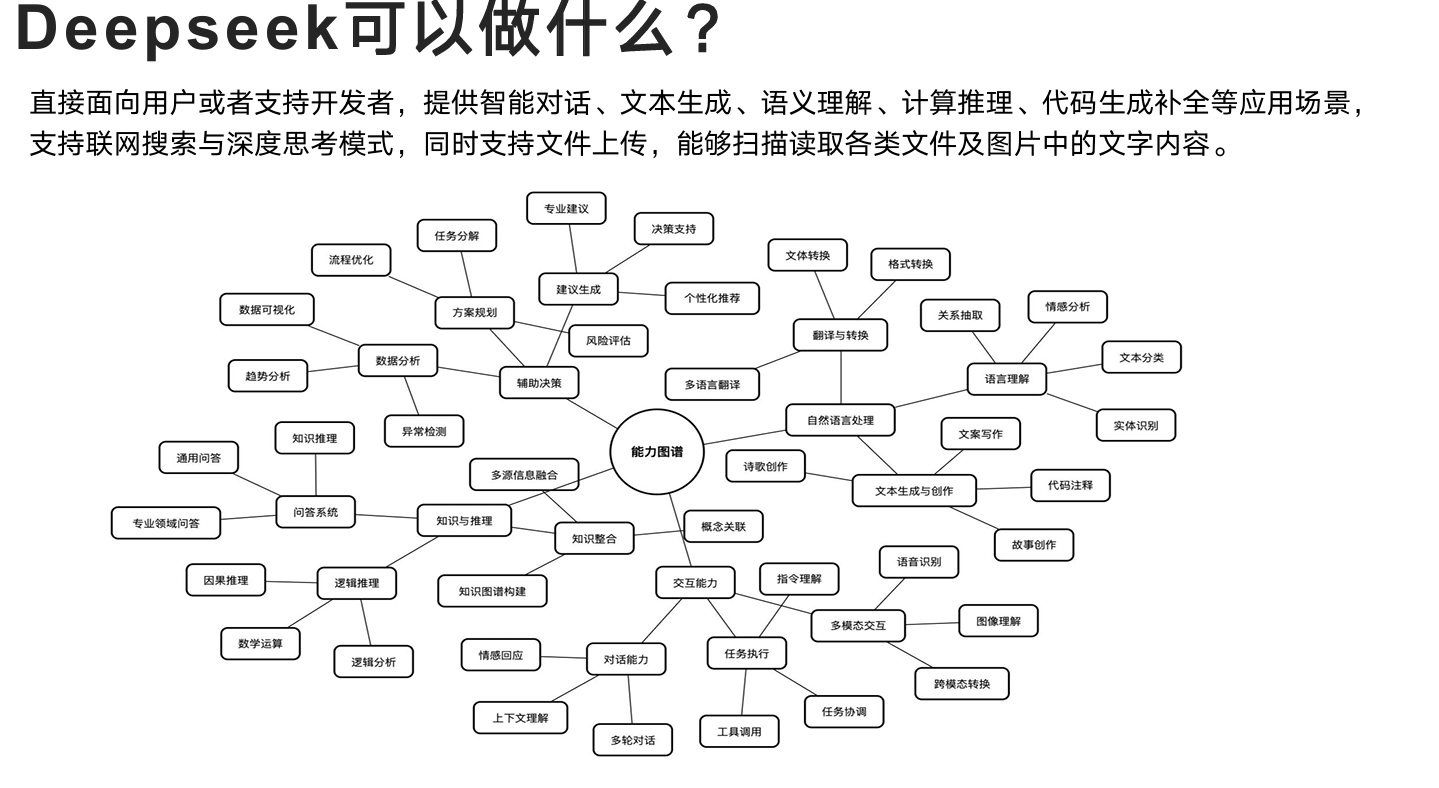 Deepseek可以做什么？
直接面向用户或者支持开发者，提供智能对话、文本生成、语义理解、计算推理、代码生成补全等应用场景，
支持联网搜索与深度思考模式，同时支持文件上传，能够扫描读取各类文件及图片中的文字内容。
专业建议
决策支持
任务分解
流程优化
文体转换
格式转换
建议生成
个性化推荐
数据可视化
方案规划
关系抽取
情感分析
风险评估
翻译与转换
数据分析
文本分类
趋势分析
辅助决策
多语言翻译
语言理解
自然语言处理
实体识别
异常检测
知识推理
文案写作
通用问答
能力图谱
多源信息融合
诗歌创作
文本生成与创作
代码注释
问答系统
专业领域问答
知识与推理
知识整合
概念关联
故事创作
语音识别
因果推理
逻辑推理
知识图谱构建
交互能力
指令理解
多模态交互
图像理解
数学运算
逻辑分析
情感回应
对话能力
任务执行
跨模态转换
上下文理解
多轮对话
工具调用
任务协调